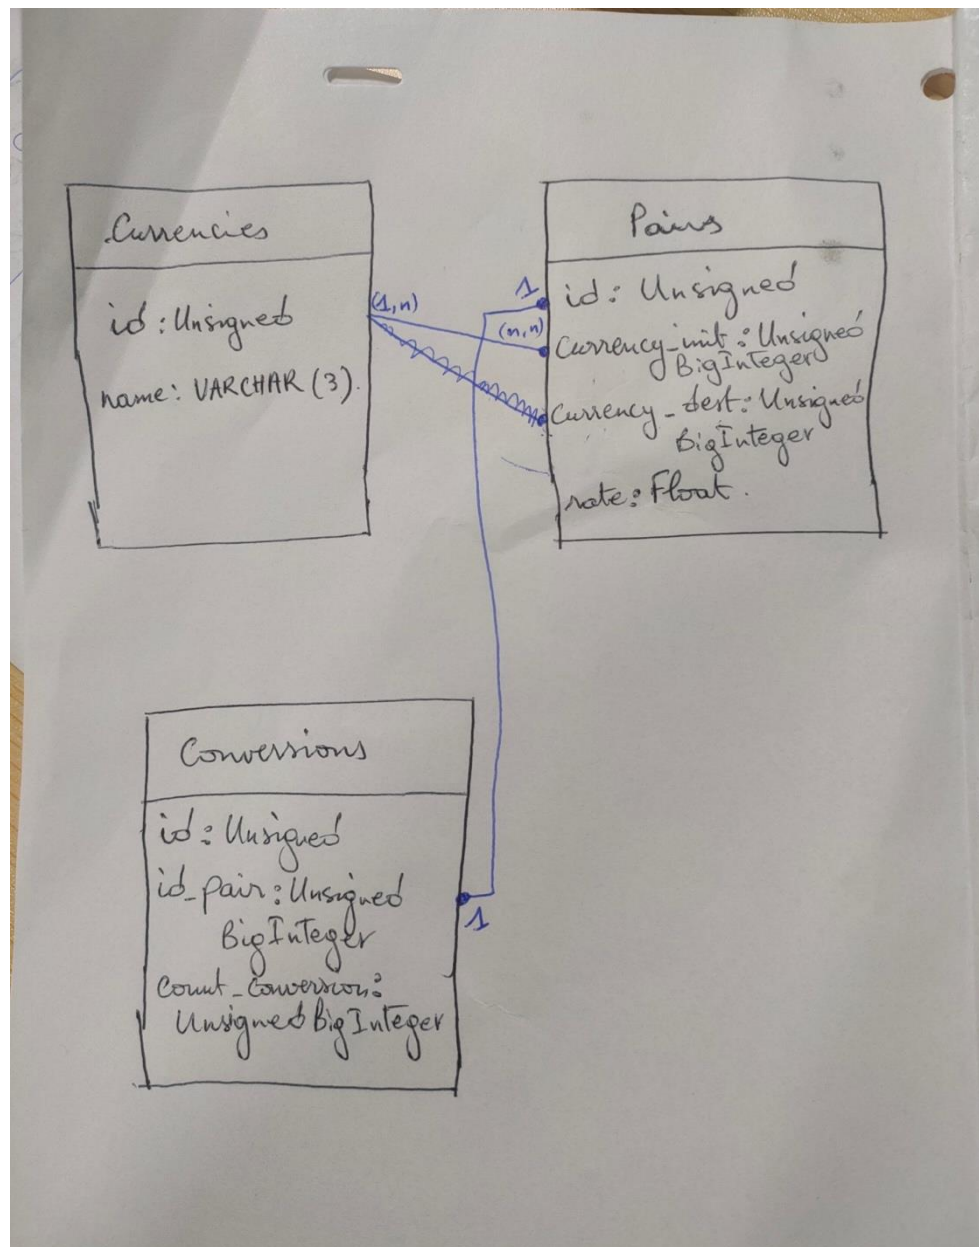 Currencies
id : Unsigned
name : VARCHAR (3).
(1,n)
Pairs
1
id : Unsigned
(n,n)
Currency_init : Unsigned
BigInteger
Currency_dest : Unsigned
BigInteger
rate : Float.
Conversions
id : Unsigned
id_pair : Unsigned
BigInteger
1
Count_Conversion :
Unsigned BigInteger